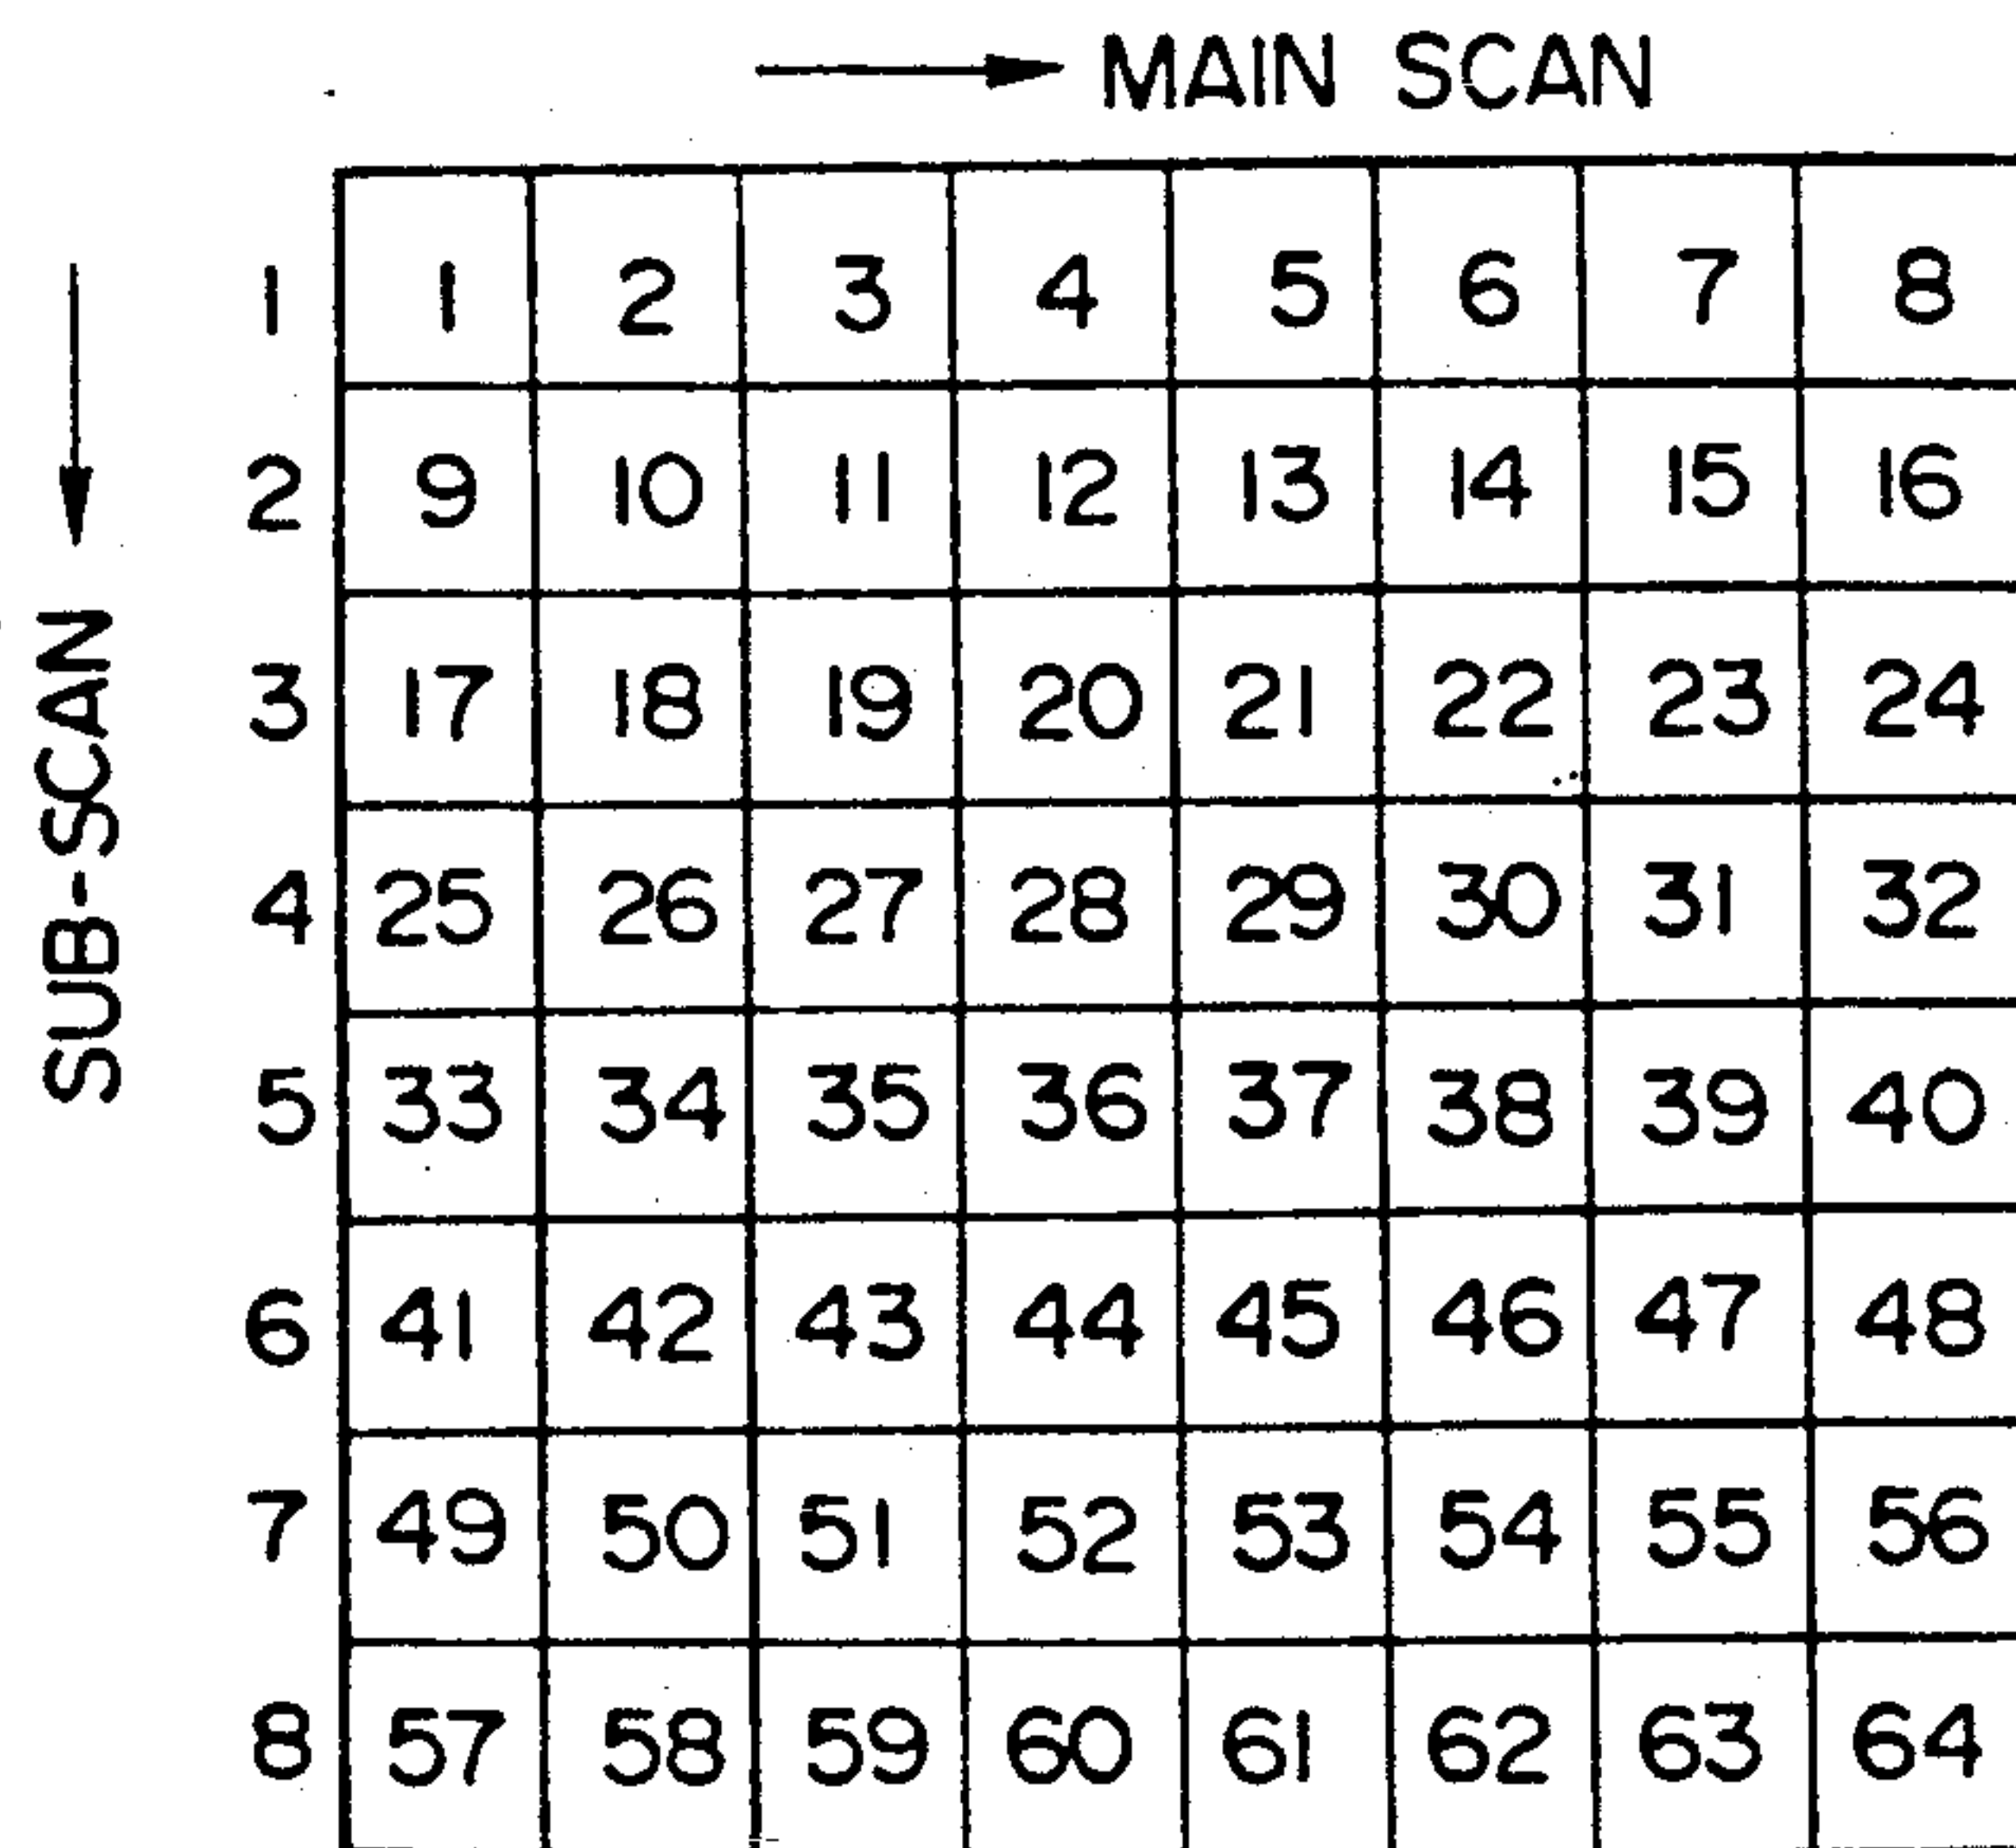 MAIN SCAN
SUB-SCAN
1 1 2 3 4 5 6 7 8
2 9 10 11 12 13 14 15 16
3 17 18 19 20 21 22 23 24
4 25 26 27 28 29 30 31 32
5 33 34 35 36 37 38 39 40
6 41 42 43 44 45 46 47 48
7 49 50 51 52 53 54 55 56
8 57 58 59 60 61 62 63 64